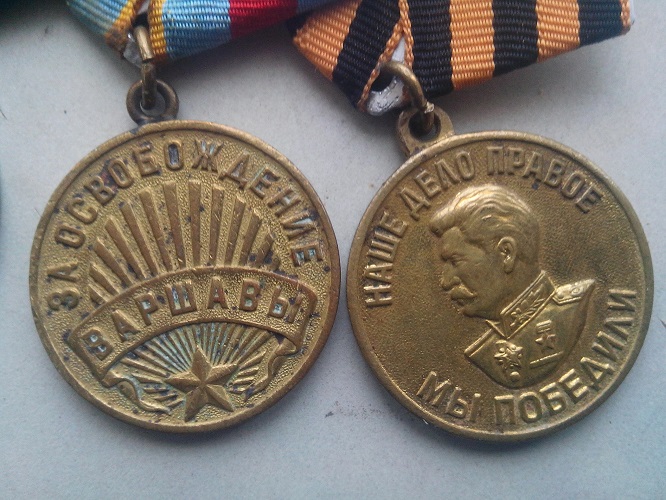 ЗА ОСВОБОЖДЕНИЕ
ВАРШАВЫ
НАШЕ ДЕЛО ПРАВОЕ
МЫ ПОБЕДИЛИ